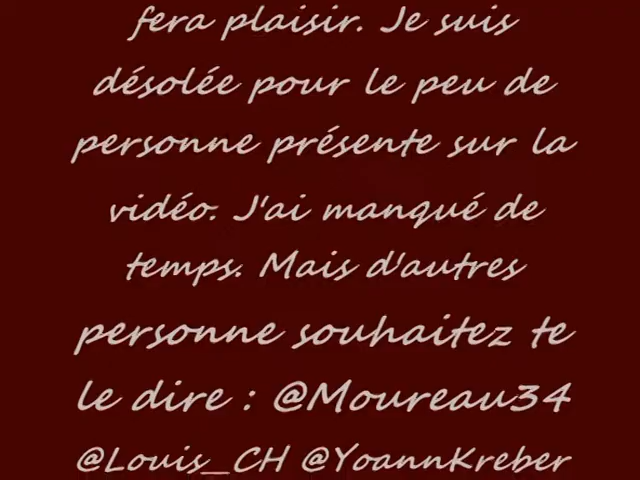 fera plaisir. Je suis
désolée pour le peu de
personne présente sur la
vidéo. J'ai manqué de
temps. Mais d'autres
personne souhaitez te
le dire : @Moureau34
@Louis_CH @YoannKreber